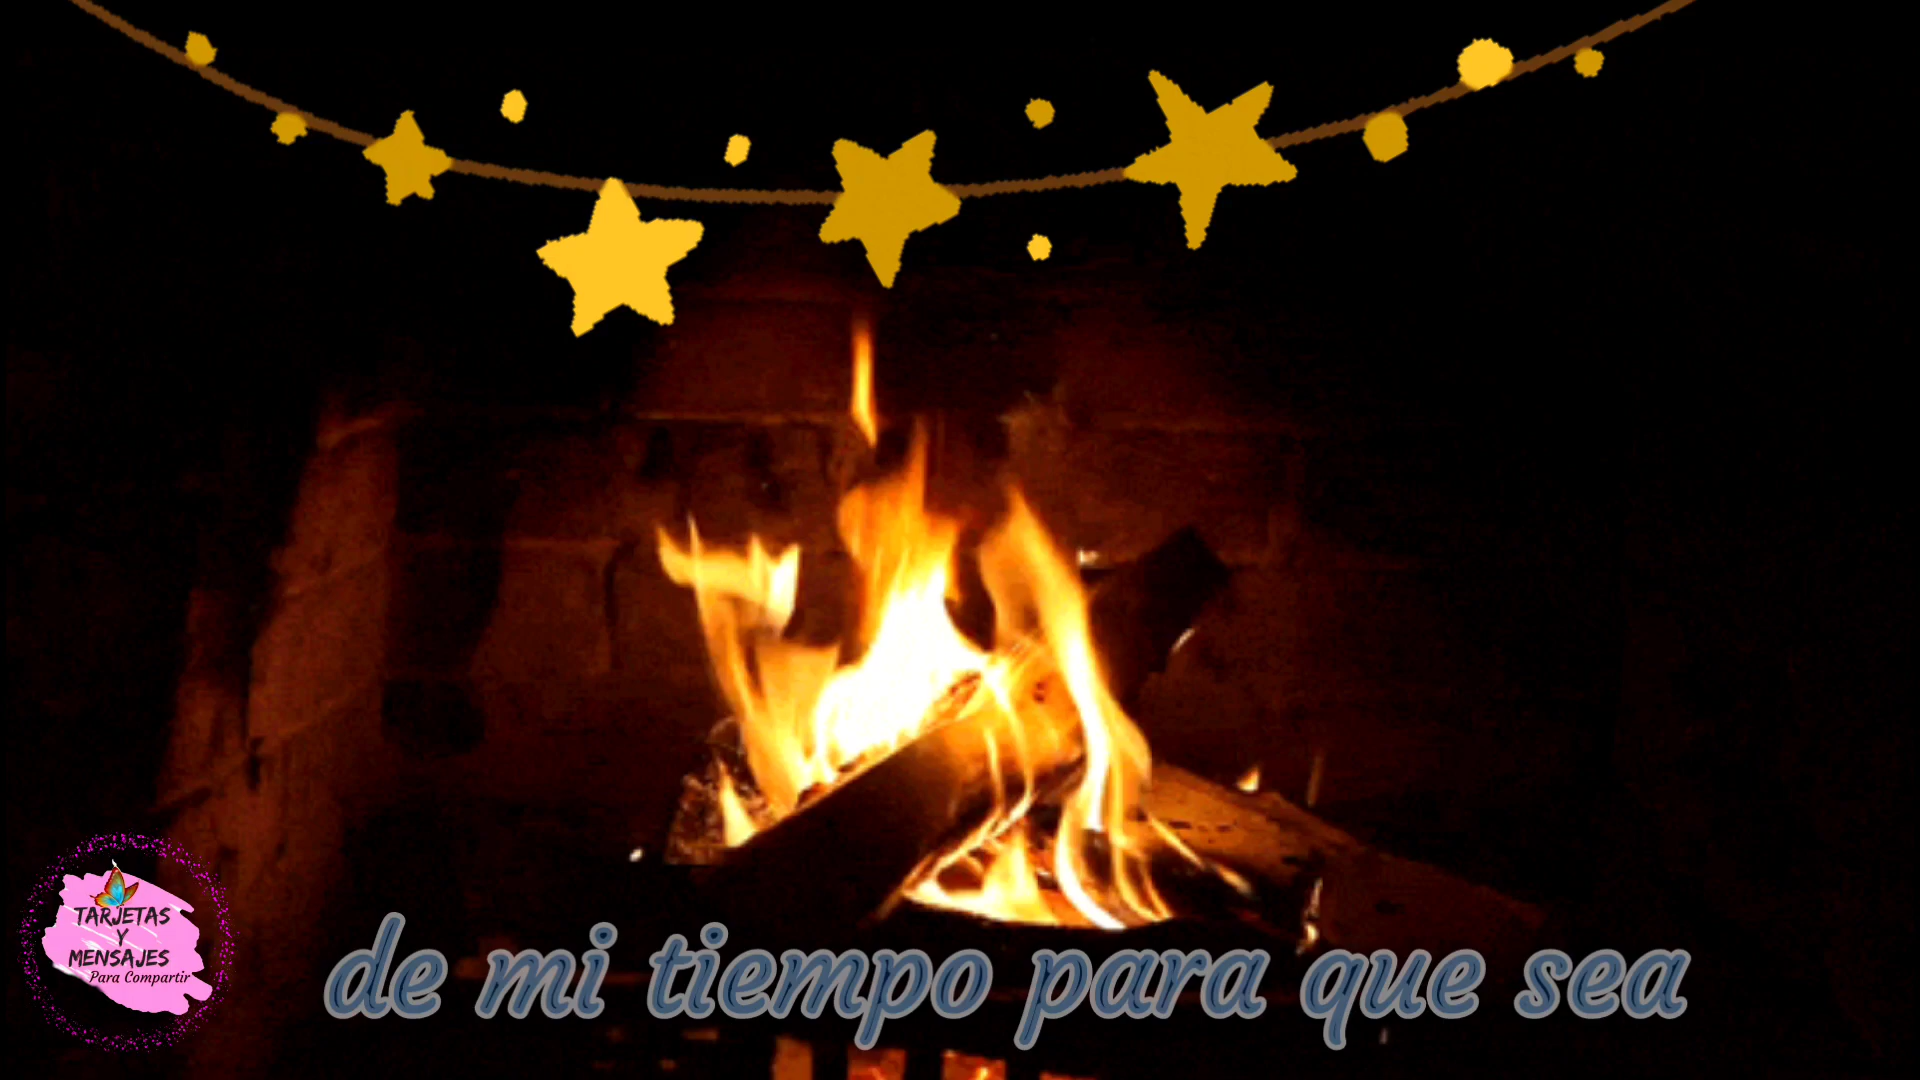 TARJETAS
Y
MENSAJES
Para Compartir
de mi tiempo para que sea